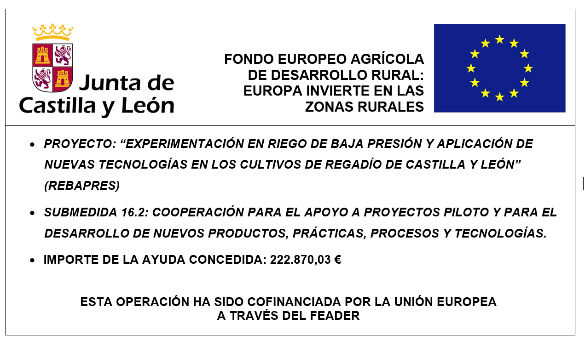 Junta de
Castilla y León
FONDO EUROPEO AGRÍCOLA
DE DESARROLLO RURAL:
EUROPA INVIERTE EN LAS
ZONAS RURALES
• PROYECTO: “EXPERIMENTACIÓN EN RIEGO DE BAJA PRESIÓN Y APLICACIÓN DE
NUEVAS TECNOLOGÍAS EN LOS CULTIVOS DE REGADÍO DE CASTILLA Y LEÓN”
(REBAPRES)
• SUBMEDIDA 16.2: COOPERACIÓN PARA EL APOYO A PROYECTOS PILOTO Y PARA EL
DESARROLLO DE NUEVOS PRODUCTOS, PRÁCTICAS, PROCESOS Y TECNOLOGÍAS.
• IMPORTE DE LA AYUDA CONCEDIDA: 222.870,03 €
ESTA OPERACIÓN HA SIDO COFINANCIADA POR LA UNIÓN EUROPEA
A TRAVÉS DEL FEADER